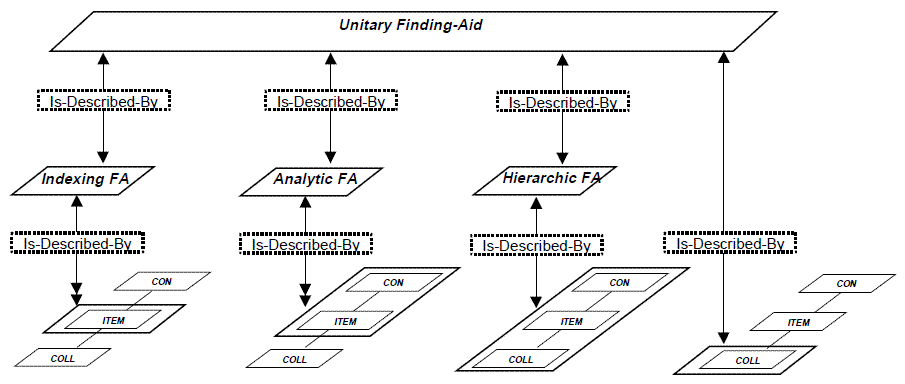 Unitary Finding-Aid
Is-Described-By
Is-Described-By
Is-Described-By
Indexing FA
Analytic FA
Hierarchic FA
Is-Described-By
Is-Described-By
Is-Described-By
Is-Described-By
CON
CON
CON
CON
ITEM
ITEM
ITEM
ITEM
COLL
COLL
COLL
COLL